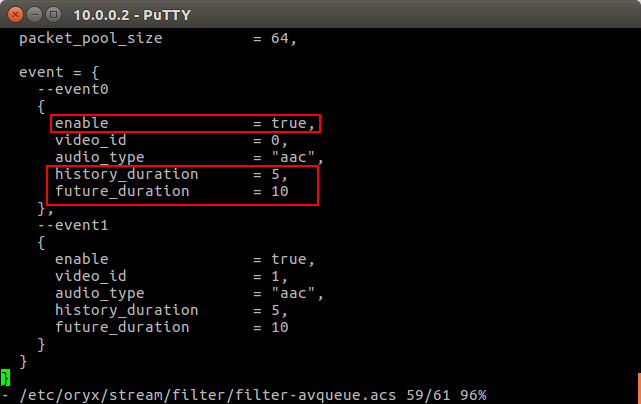 10.0.0.2 - PuTTY
packet_pool_size = 64,
event = {
--event0
{
enable = true,
video_id = 0,
audio_type = "aac",
history_duration = 5,
future_duration = 10
},
--event1
{
enable = true,
video_id = 1,
audio_type = "aac",
history_duration = 5,
future_duration = 10
}
}
}
- /etc/oryx/stream/filter/filter-avqueue.acs 59/61 96%